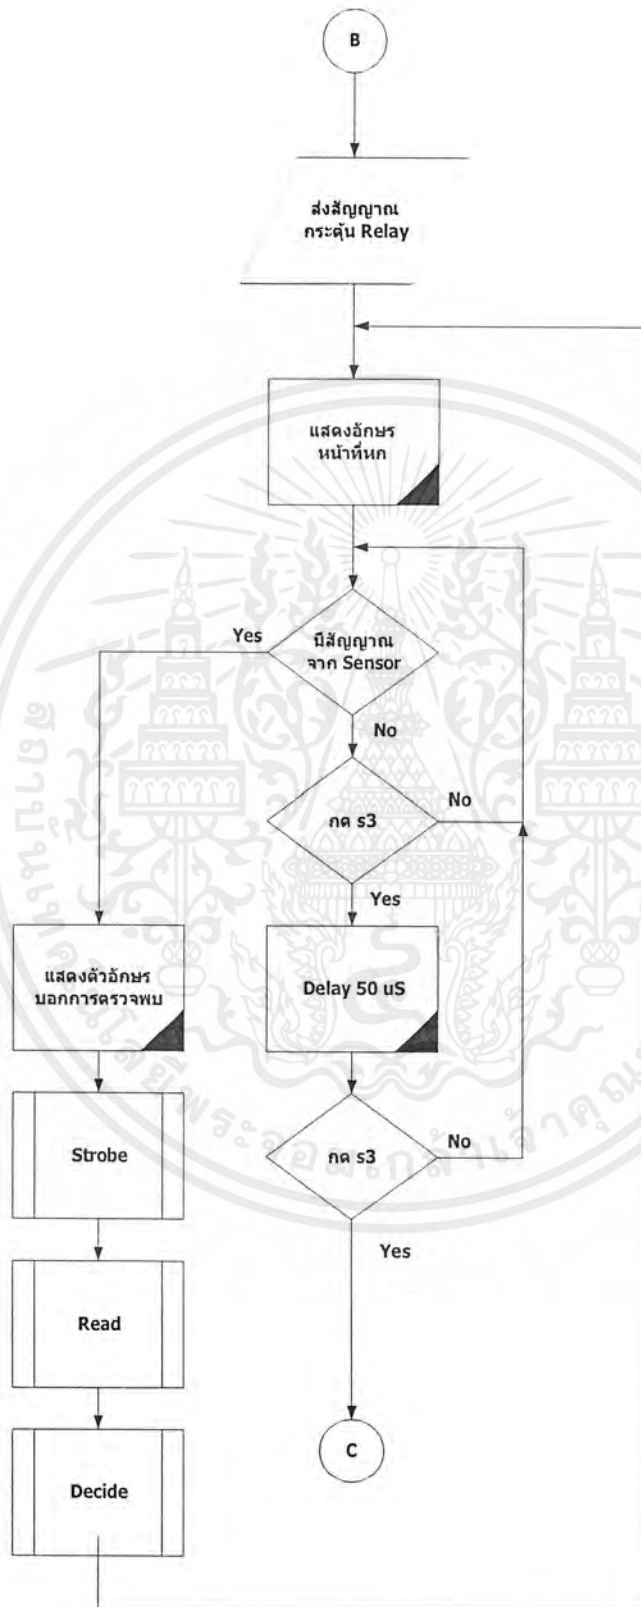 B
ส่งสัญญาณ
กระตุ้น Relay
แสดงอักษร
หน้าที่หก
Yes
มีสัญญาณ
จาก Sensor
No
กด s3
No
Yes
แสดงตัวอักษร
บอกการตรวจพบ
Delay 50 uS
Strobe
กด s3
No
Yes
Read
C
Decide